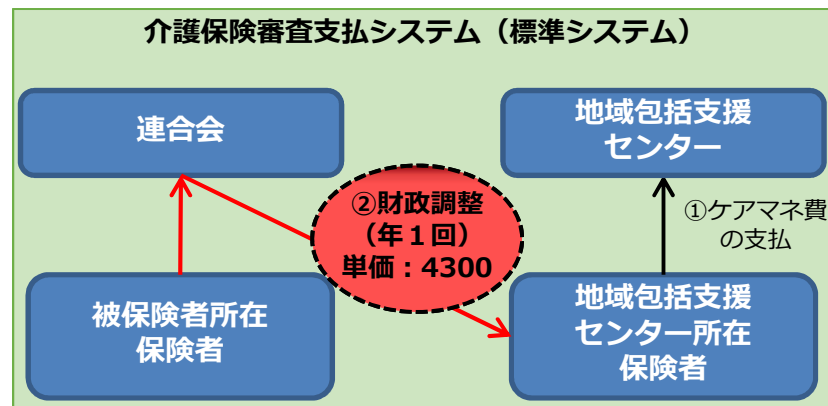 介護保険審査支払システム（標準システム）
連合会
地域包括支援
センター
②財政調整
（年１回）
単価：4300
①ケアマネ費
の支払
被保険者所在
保険者
地域包括支援
センター所在
保険者